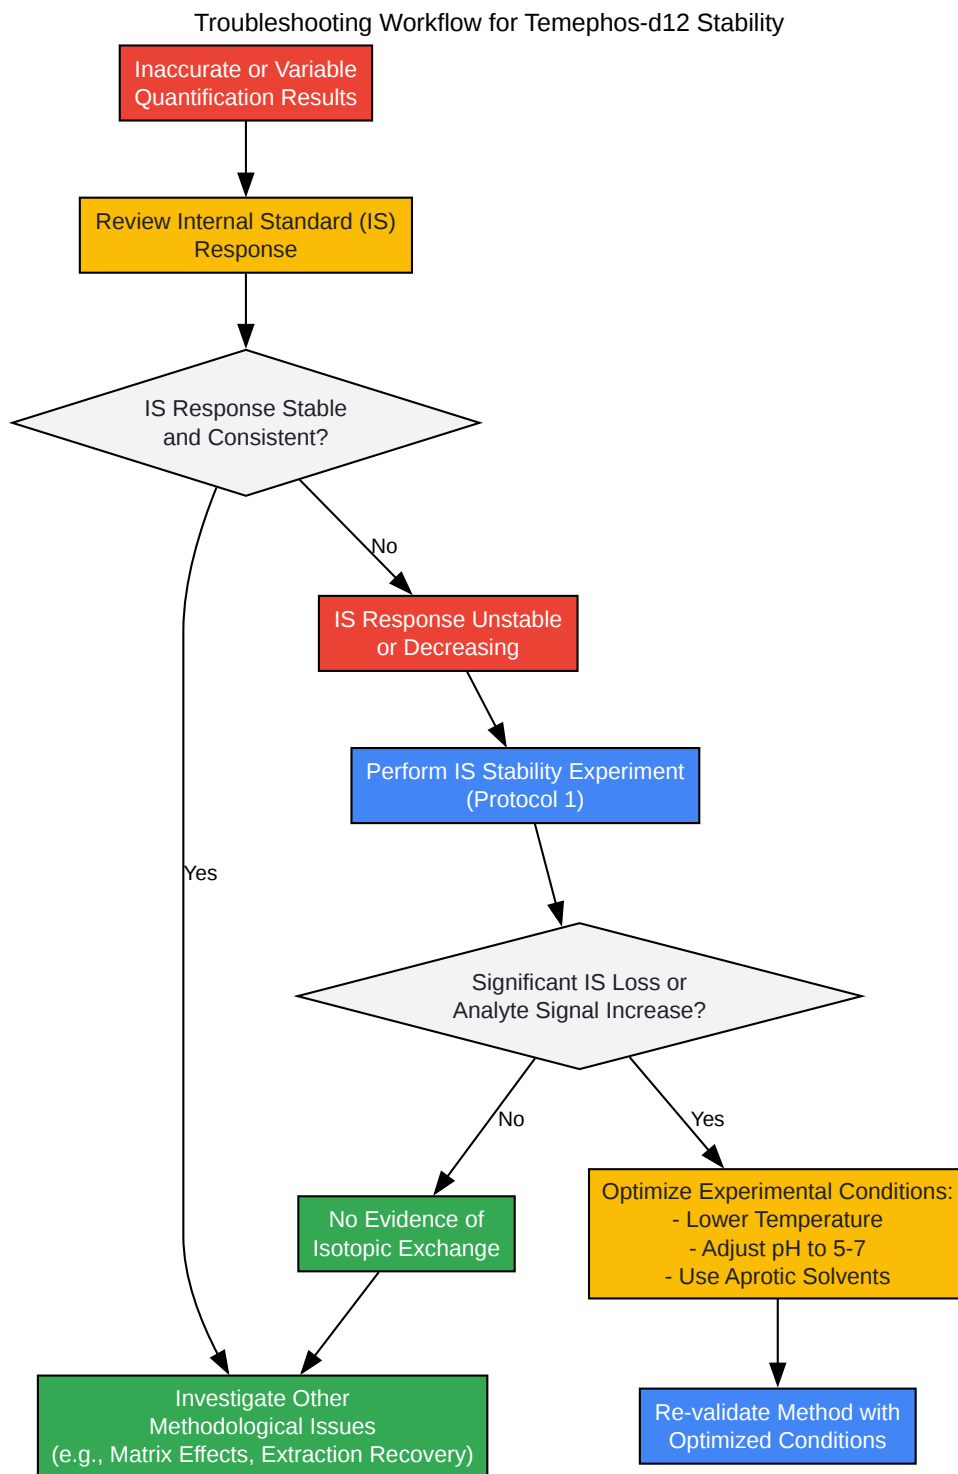 Troubleshooting Workflow for Temephos-d12 Stability
Inaccurate or Variable
Quantification Results
Review Internal Standard (IS)
Response
IS Response Stable
and Consistent?
No
IS Response Unstable
or Decreasing
Perform IS Stability Experiment
(Protocol 1)
Yes
Significant IS Loss or
Analyte Signal Increase?
No
Yes
No Evidence of
Isotopic Exchange
Optimize Experimental Conditions:
- Lower Temperature
- Adjust pH to 5-7
- Use Aprotic Solvents
Investigate Other
Methodological Issues
(e.g., Matrix Effects, Extraction Recovery)
Re-validate Method with
Optimized Conditions